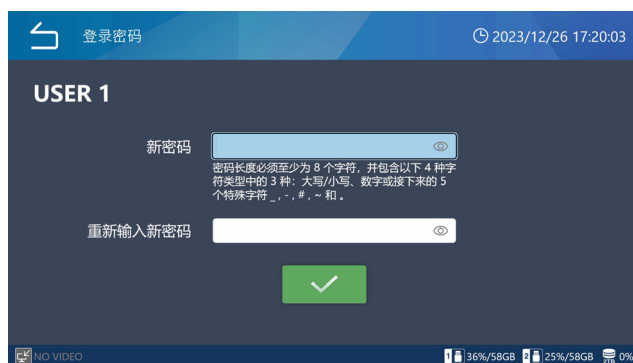 登录密码
2023/12/26 17:20:03
USER 1
新密码
密码长度必须至少为 8 个字符，并包含以下 4 种字
符类型中的 3 种：大写/小写、数字或接下来的 5
个特殊字符 _ , - , # , ~ 和 。
重新输入新密码
NO VIDEO
1 36%/58GB 2 25%/58GB 2TB 0%